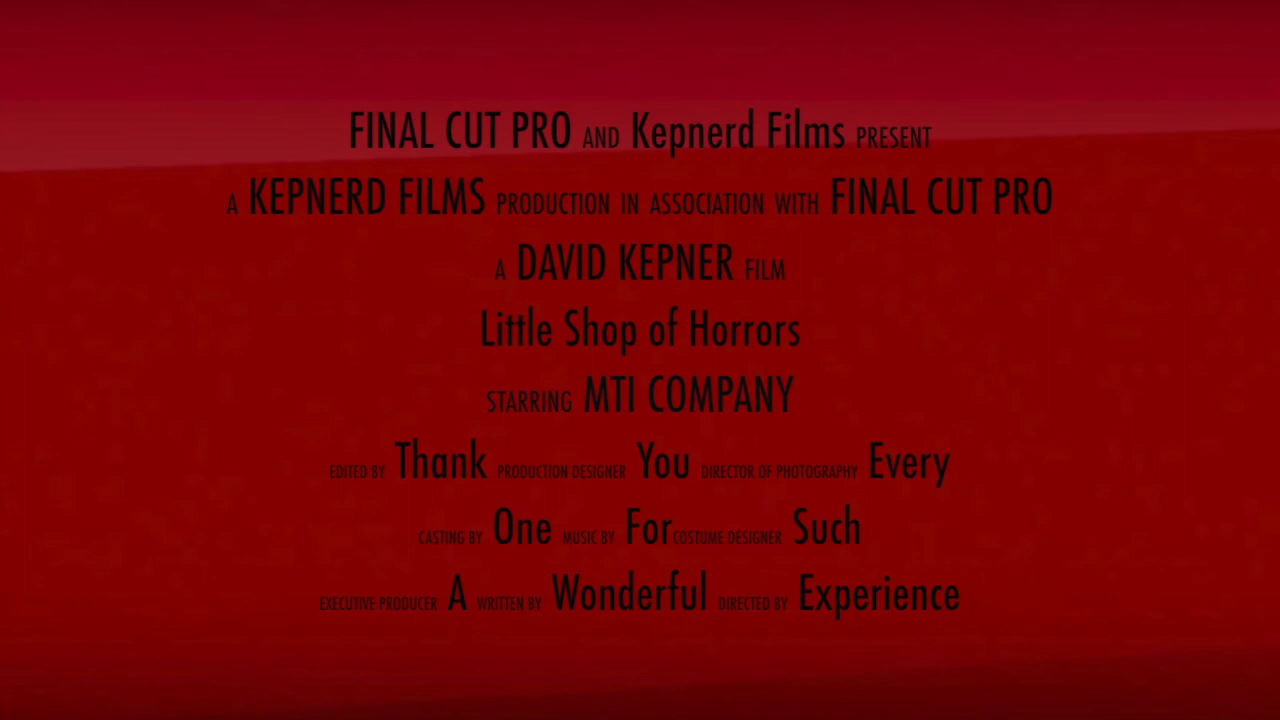 FINAL CUT PRO AND Kepnerd Films PRESENT
A KEPNERD FILMS PRODUCTION IN ASSOCIATION WITH FINAL CUT PRO
A DAVID KEPNER FILM
Little Shop of Horrors
STARRING MTI COMPANY
EDITED BY Thank PRODUCTION DESIGNER You DIRECTOR OF PHOTOGRAPHY Every
CASTING BY One MUSIC BY For COSTUME DESIGNER Such
EXECUTIVE PRODUCER A WRITTEN BY Wonderful DIRECTED BY Experience